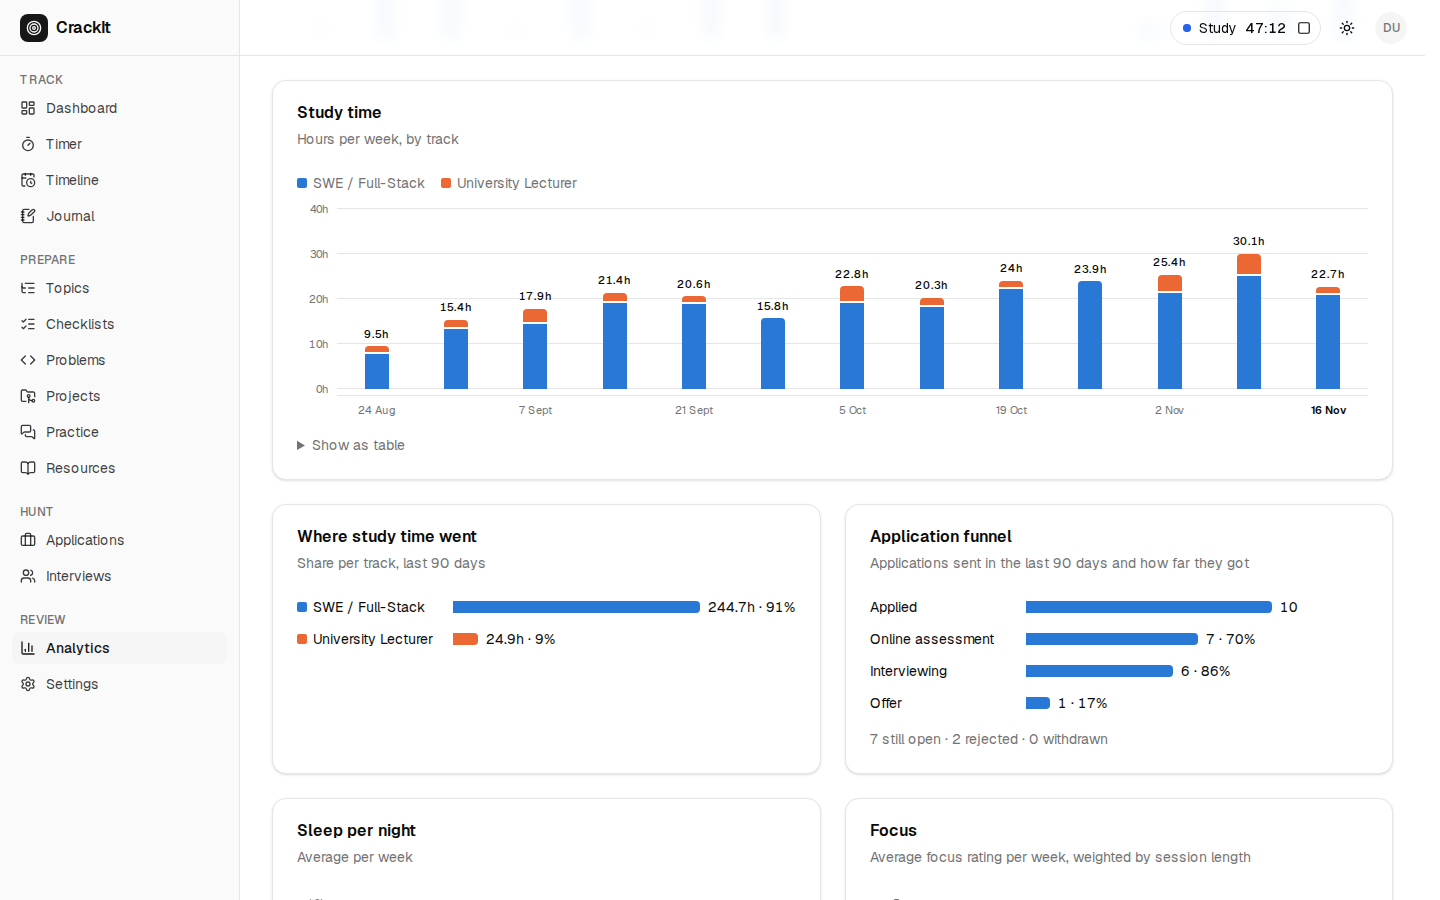 CrackIt
Study 47:12
DU
TRACK
Dashboard
Timer
Timeline
Journal
PREPARE
Topics
Checklists
Problems
Projects
Practice
Resources
HUNT
Applications
Interviews
REVIEW
Analytics
Settings
Study time
Hours per week, by track
SWE / Full-Stack University Lecturer
40h
30h
20h
10h
0h
9.5h 15.4h 17.9h 21.4h 20.6h 15.8h 22.8h 20.3h 24h 23.9h 25.4h 30.1h 22.7h
24 Aug 7 Sept 21 Sept 5 Oct 19 Oct 2 Nov 16 Nov
Show as table
Where study time went
Share per track, last 90 days
SWE / Full-Stack 244.7h · 91%
University Lecturer 24.9h · 9%
Application funnel
Applications sent in the last 90 days and how far they got
Applied 10
Online assessment 7 · 70%
Interviewing 6 · 86%
Offer 1 · 17%
7 still open · 2 rejected · 0 withdrawn
Sleep per night
Average per week
Focus
Average focus rating per week, weighted by session length